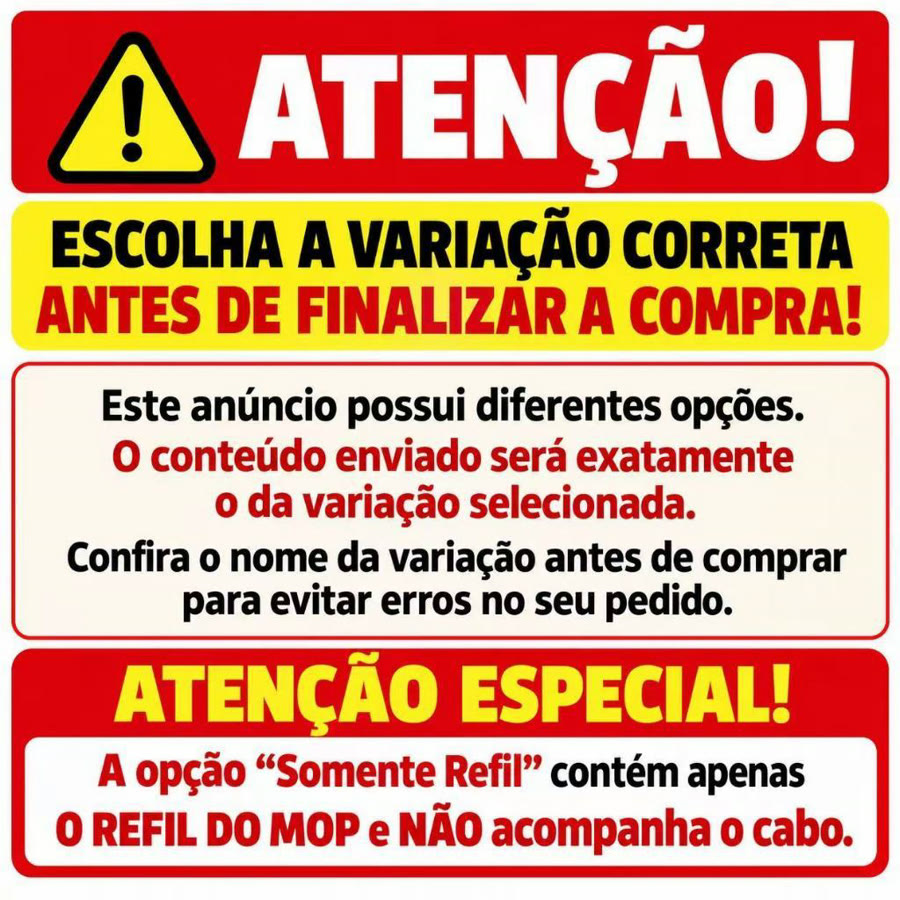 ATENÇÃO!
ESCOLHA A VARIAÇÃO CORRETA
ANTES DE FINALIZAR A COMPRA!
Este anúncio possui diferentes opções.
O conteúdo enviado será exatamente
o da variação selecionada.
Confira o nome da variação antes de comprar
para evitar erros no seu pedido.
ATENÇÃO ESPECIAL!
A opção “Somente Refil” contém apenas
O REFIL DO MOP e NÃO acompanha o cabo.